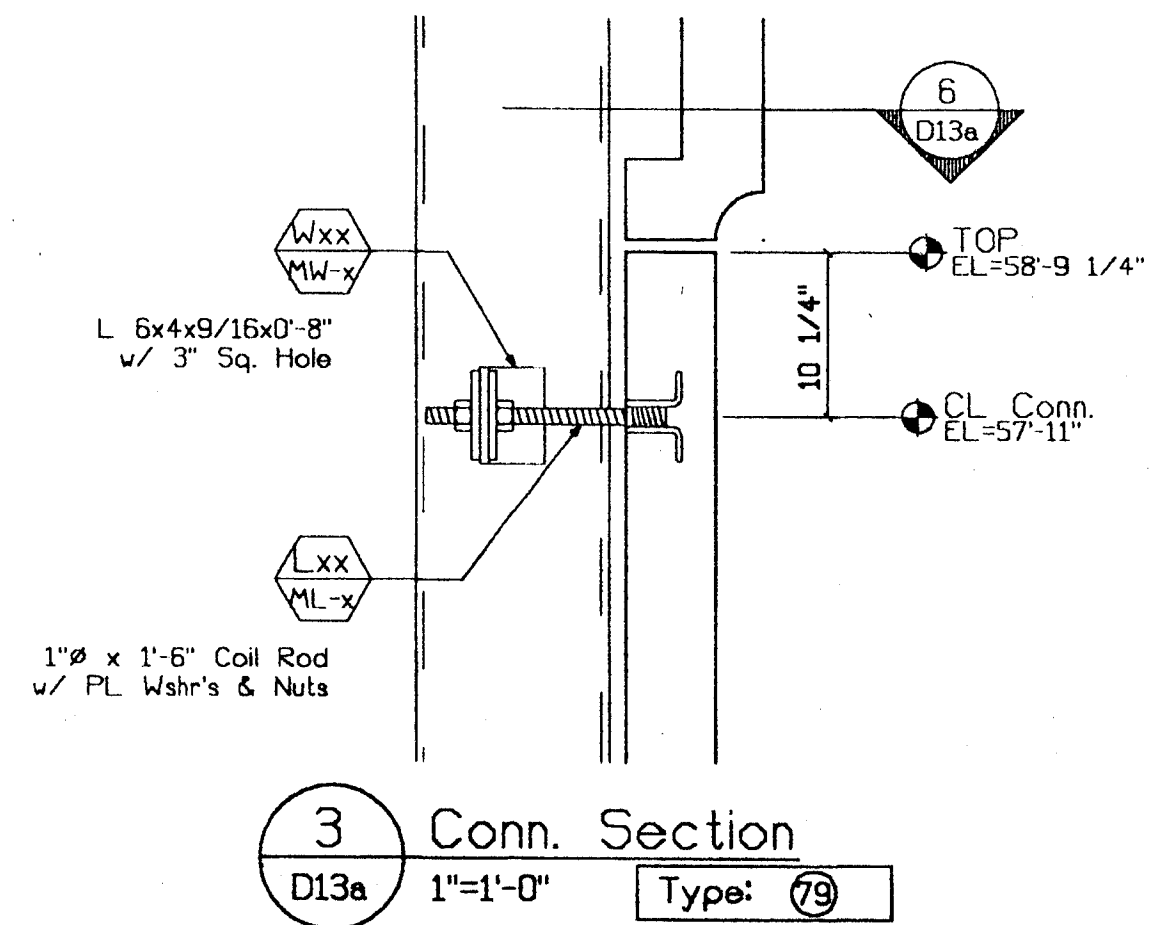 6
D13a
Wxx
MW-x
L 6x4x9/16x0'-8"
w/ 3" Sq. Hole
TOP
EL=58'-9 1/4"
10 1/4"
CL Conn.
EL=57'-11"
Lxx
ML-x
1"ø x 1'-6" Coil Rod
w/ PL Wshr's & Nuts
3
D13a
Conn. Section
1"=1'-0"
Type: 79